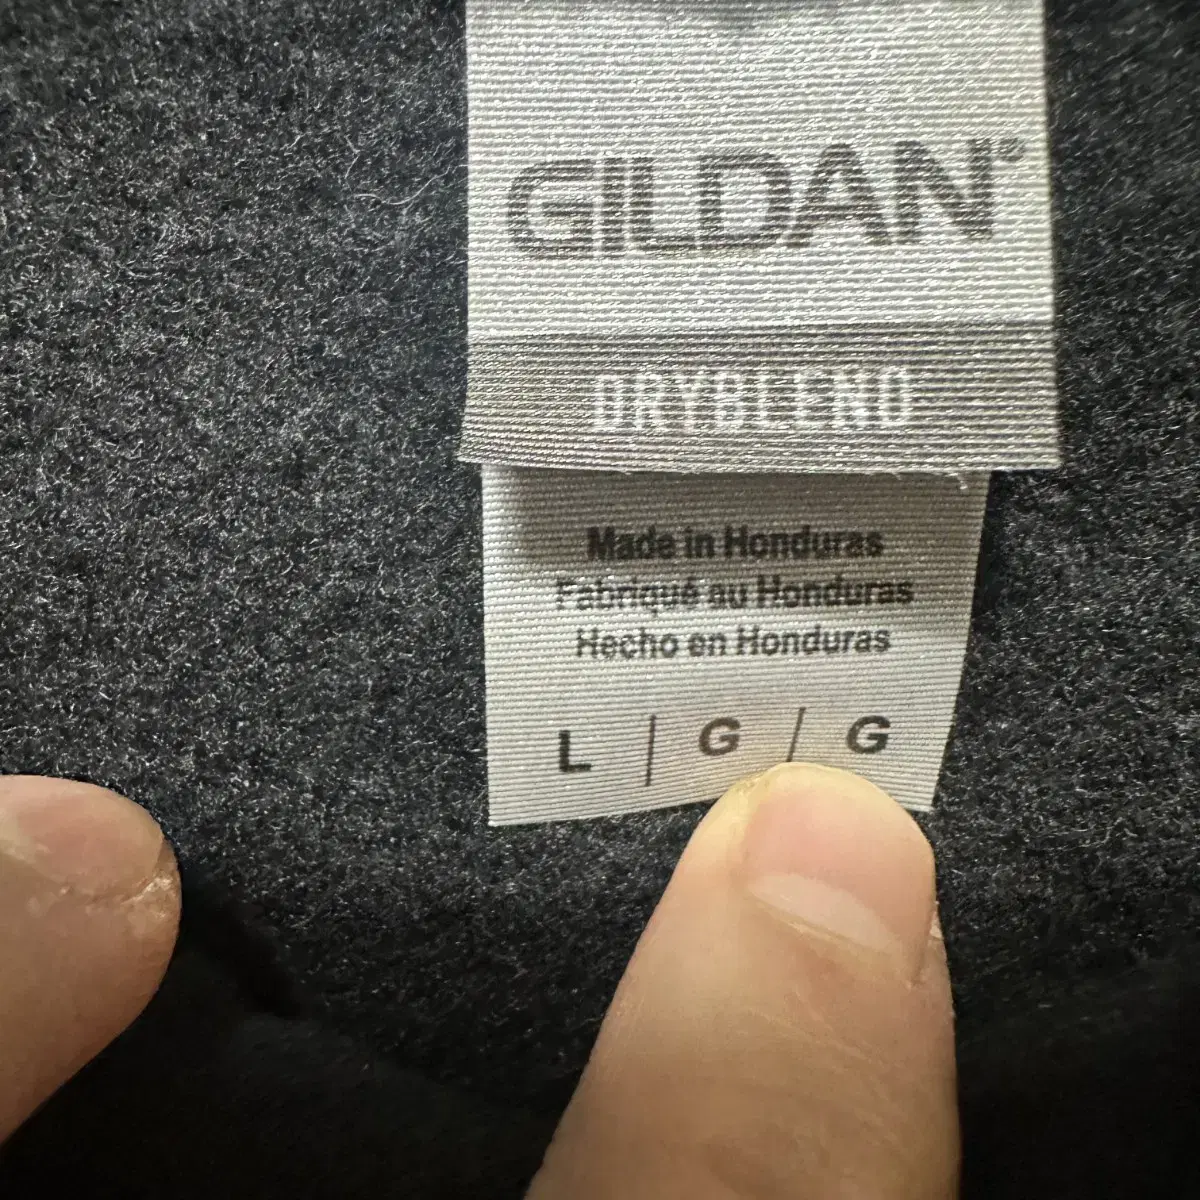 GILDAN®
DRYBLEND
Made in Honduras
Fabriqué au Honduras
Hecho en Honduras
L | G / G